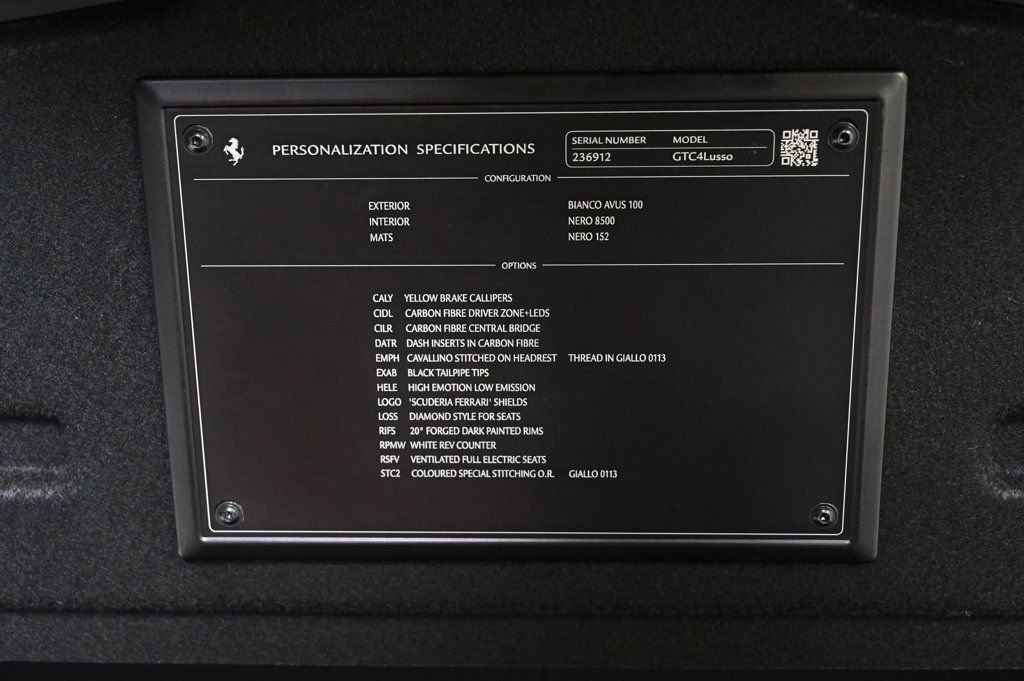 PERSONALIZATION SPECIFICATIONS
SERIAL NUMBER MODEL
236912 GTC4Lusso
CONFIGURATION
EXTERIOR BIANCO AVUS 100
INTERIOR NERO 8500
MATS NERO 152
OPTIONS
CALY YELLOW BRAKE CALLIPERS
CIDL CARBON FIBRE DRIVER ZONE+LEDS
CILR CARBON FIBRE CENTRAL BRIDGE
DATR DASH INSERTS IN CARBON FIBRE
EMPH CAVALLINO STITCHED ON HEADREST THREAD IN GIALLO 0113
EXAB BLACK TAILPIPE TIPS
HELE HIGH EMOTION LOW EMISSION
LOGO 'SCUDERIA FERRARI' SHIELDS
LOSS DIAMOND STYLE FOR SEATS
RIFS 20" FORGED DARK PAINTED RIMS
RPMW WHITE REV COUNTER
RSFV VENTILATED FULL ELECTRIC SEATS
STC2 COLOURED SPECIAL STITCHING O.R. GIALLO 0113